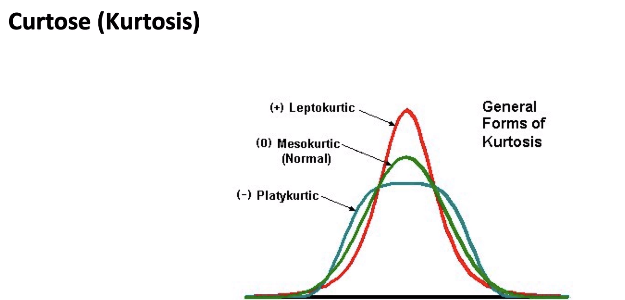 Curtose (Kurtosis)
(+) Leptokurtic
General
Forms of
Kurtosis
(0) Mesokurtic
(Normal)
(-) Platykurtic